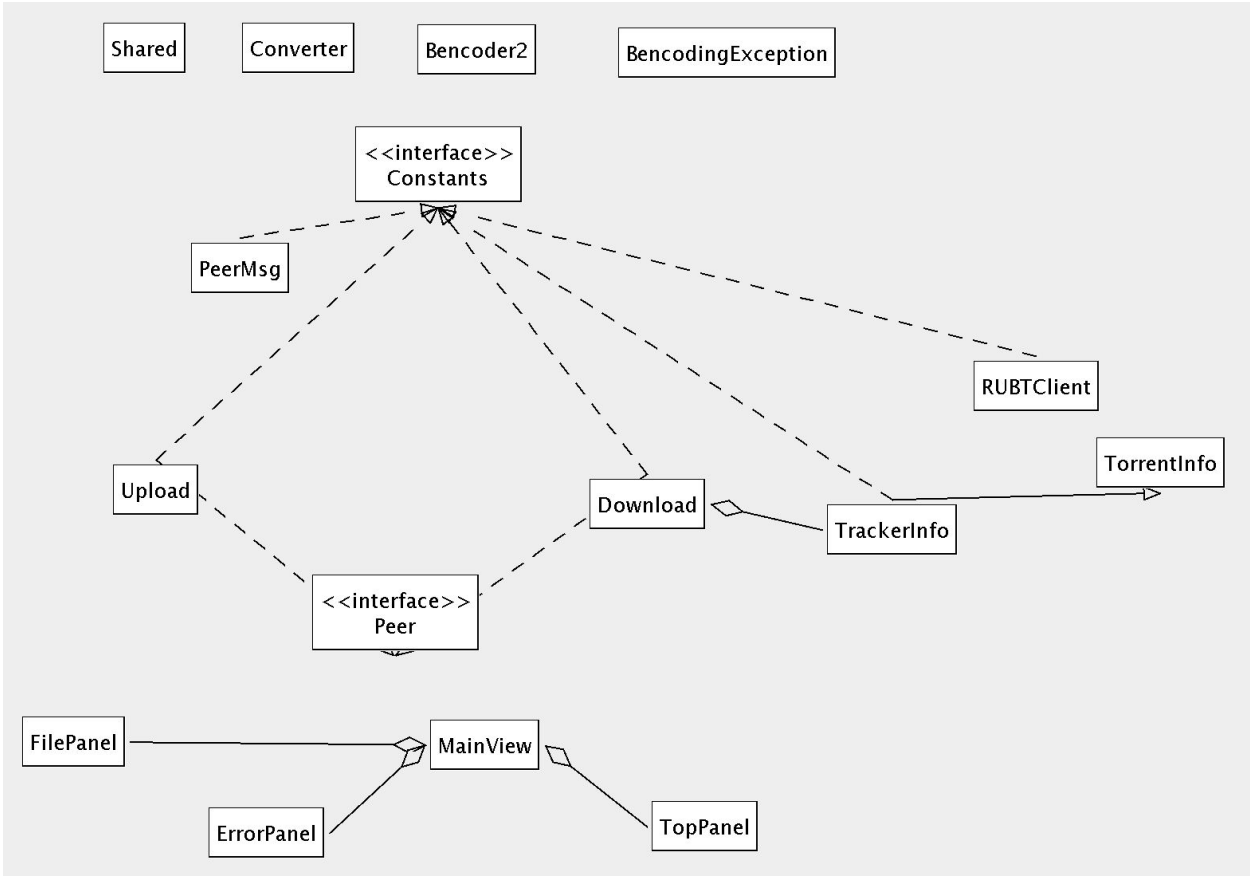 Shared
Converter
Bencoder2
BencodingException
<<interface>>
Constants
PeerMsg
RUBTClient
TorrentInfo
Upload
Download
TrackerInfo
<<interface>>
Peer
FilePanel
MainView
ErrorPanel
TopPanel